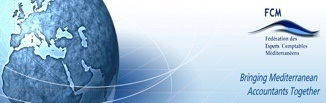 FCM
Fédération des
Experts Comptables
Méditerranéens
Bringing Mediterranean
Accountants Together